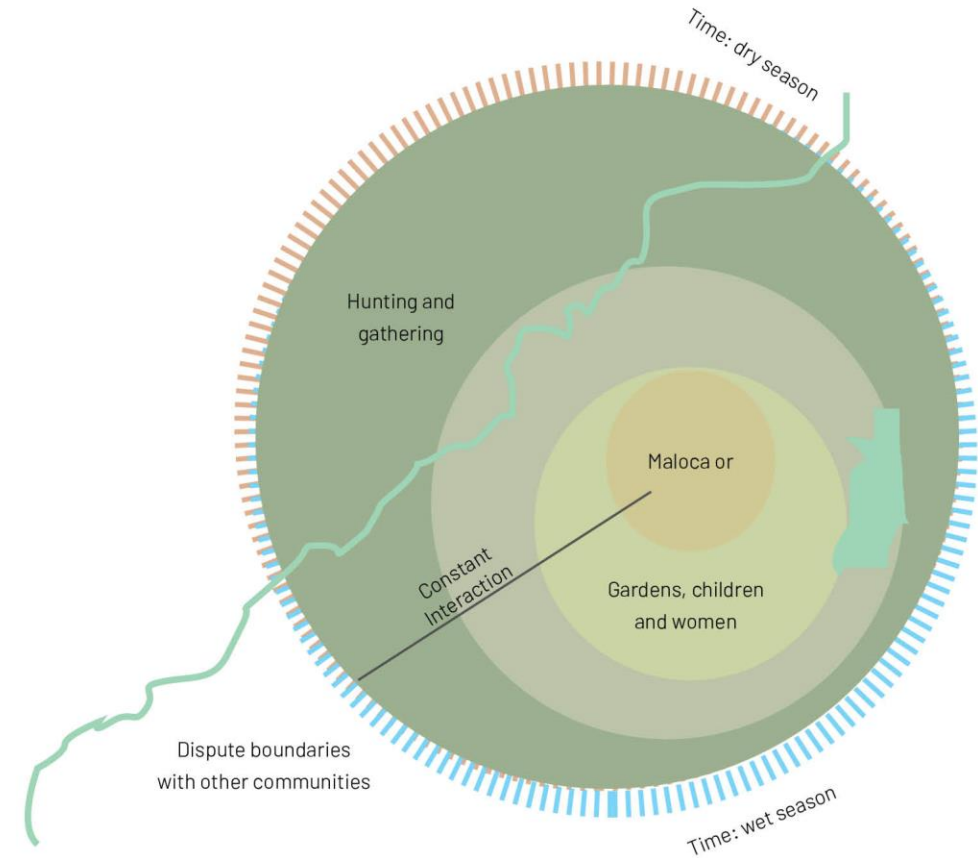 Time: dry season
Hunting and
gathering
Maloca or
Constant
Interaction
Gardens, children
and women
Dispute boundaries
with other communities
Time: wet season